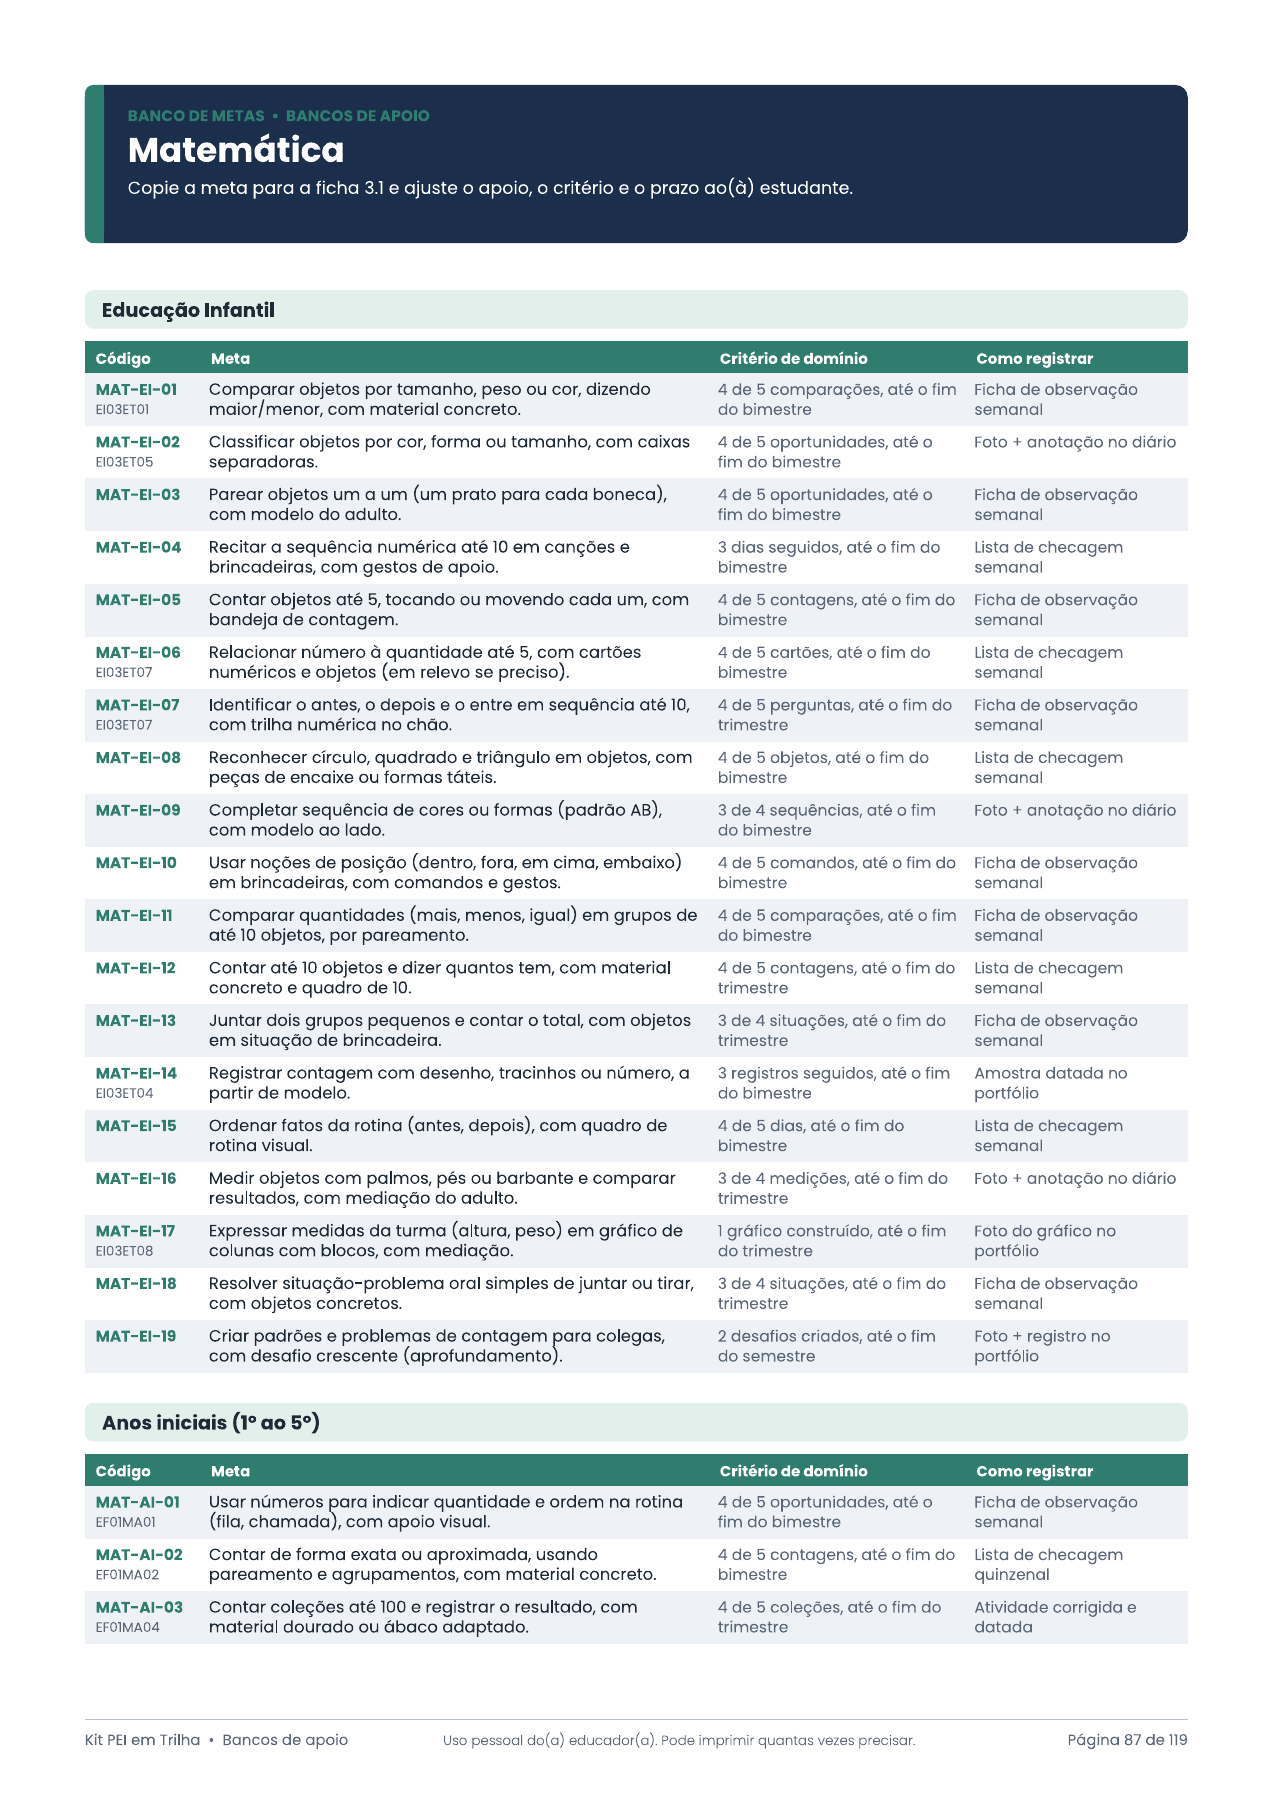 BANCO DE METAS • BANCOS DE APOIO
Matemática
Copie a meta para a ficha 3.1 e ajuste o apoio, o critério e o prazo ao(à) estudante.
Educação Infantil
Código Meta Critério de domínio Como registrar
MAT-EI-01 Comparar objetos por tamanho, peso ou cor, dizendo 4 de 5 comparações, até o fim Ficha de observação
EI03ET01 maior/menor, com material concreto. do bimestre semanal
MAT-EI-02 Classificar objetos por cor, forma ou tamanho, com caixas 4 de 5 oportunidades, até o Foto + anotação no diário
EI03ET05 separadoras. fim do bimestre
MAT-EI-03 Parear objetos um a um (um prato para cada boneca), 4 de 5 oportunidades, até o Ficha de observação
com modelo do adulto. fim do bimestre semanal
MAT-EI-04 Recitar a sequência numérica até 10 em canções e 3 dias seguidos, até o fim do Lista de checagem
brincadeiras, com gestos de apoio. bimestre semanal
MAT-EI-05 Contar objetos até 5, tocando ou movendo cada um, com 4 de 5 contagens, até o fim do Ficha de observação
bandeja de contagem. bimestre semanal
MAT-EI-06 Relacionar número à quantidade até 5, com cartões 4 de 5 cartões, até o fim do Lista de checagem
EI03ET07 numéricos e objetos (em relevo se preciso). bimestre semanal
MAT-EI-07 Identificar o antes, o depois e o entre em sequência até 10, 4 de 5 perguntas, até o fim do Ficha de observação
EI03ET07 com trilha numérica no chão. trimestre semanal
MAT-EI-08 Reconhecer círculo, quadrado e triângulo em objetos, com 4 de 5 objetos, até o fim do Lista de checagem
peças de encaixe ou formas táteis. bimestre semanal
MAT-EI-09 Completar sequência de cores ou formas (padrão AB), 3 de 4 sequências, até o fim Foto + anotação no diário
com modelo ao lado. do bimestre
MAT-EI-10 Usar noções de posição (dentro, fora, em cima, embaixo) 4 de 5 comandos, até o fim do Ficha de observação
em brincadeiras, com comandos e gestos. bimestre semanal
MAT-EI-11 Comparar quantidades (mais, menos, igual) em grupos de 4 de 5 comparações, até o fim Ficha de observação
até 10 objetos, por pareamento. do bimestre semanal
MAT-EI-12 Contar até 10 objetos e dizer quantos tem, com material 4 de 5 contagens, até o fim do Lista de checagem
concreto e quadro de 10. trimestre semanal
MAT-EI-13 Juntar dois grupos pequenos e contar o total, com objetos 3 de 4 situações, até o fim do Ficha de observação
em situação de brincadeira. trimestre semanal
MAT-EI-14 Registrar contagem com desenho, tracinhos ou número, a 3 registros seguidos, até o fim Amostra datada no
EI03ET04 partir de modelo. do bimestre portfólio
MAT-EI-15 Ordenar fatos da rotina (antes, depois), com quadro de 4 de 5 dias, até o fim do Lista de checagem
rotina visual. bimestre semanal
MAT-EI-16 Medir objetos com palmos, pés ou barbante e comparar 3 de 4 medições, até o fim do Foto + anotação no diário
resultados, com mediação do adulto. trimestre
MAT-EI-17 Expressar medidas da turma (altura, peso) em gráfico de 1 gráfico construído, até o fim Foto do gráfico no
EI03ET08 colunas com blocos, com mediação. do trimestre portfólio
MAT-EI-18 Resolver situação-problema oral simples de juntar ou tirar, 3 de 4 situações, até o fim do Ficha de observação
com objetos concretos. trimestre semanal
MAT-EI-19 Criar padrões e problemas de contagem para colegas, 2 desafios criados, até o fim Foto + registro no
com desafio crescente (aprofundamento). do semestre portfólio
Anos iniciais (1º ao 5º)
Código Meta Critério de domínio Como registrar
MAT-AI-01 Usar números para indicar quantidade e ordem na rotina 4 de 5 oportunidades, até o Ficha de observação
EF01MA01 (fila, chamada), com apoio visual. fim do bimestre semanal
MAT-AI-02 Contar de forma exata ou aproximada, usando 4 de 5 contagens, até o fim do Lista de checagem
EF01MA02 pareamento e agrupamentos, com material concreto. bimestre quinzenal
MAT-AI-03 Contar coleções até 100 e registrar o resultado, com 4 de 5 coleções, até o fim do Atividade corrigida e
EF01MA04 material dourado ou ábaco adaptado. trimestre datada
Kit PEI em Trilha • Bancos de apoio Uso pessoal do(a) educador(a). Pode imprimir quantas vezes precisar. Página 87 de 119